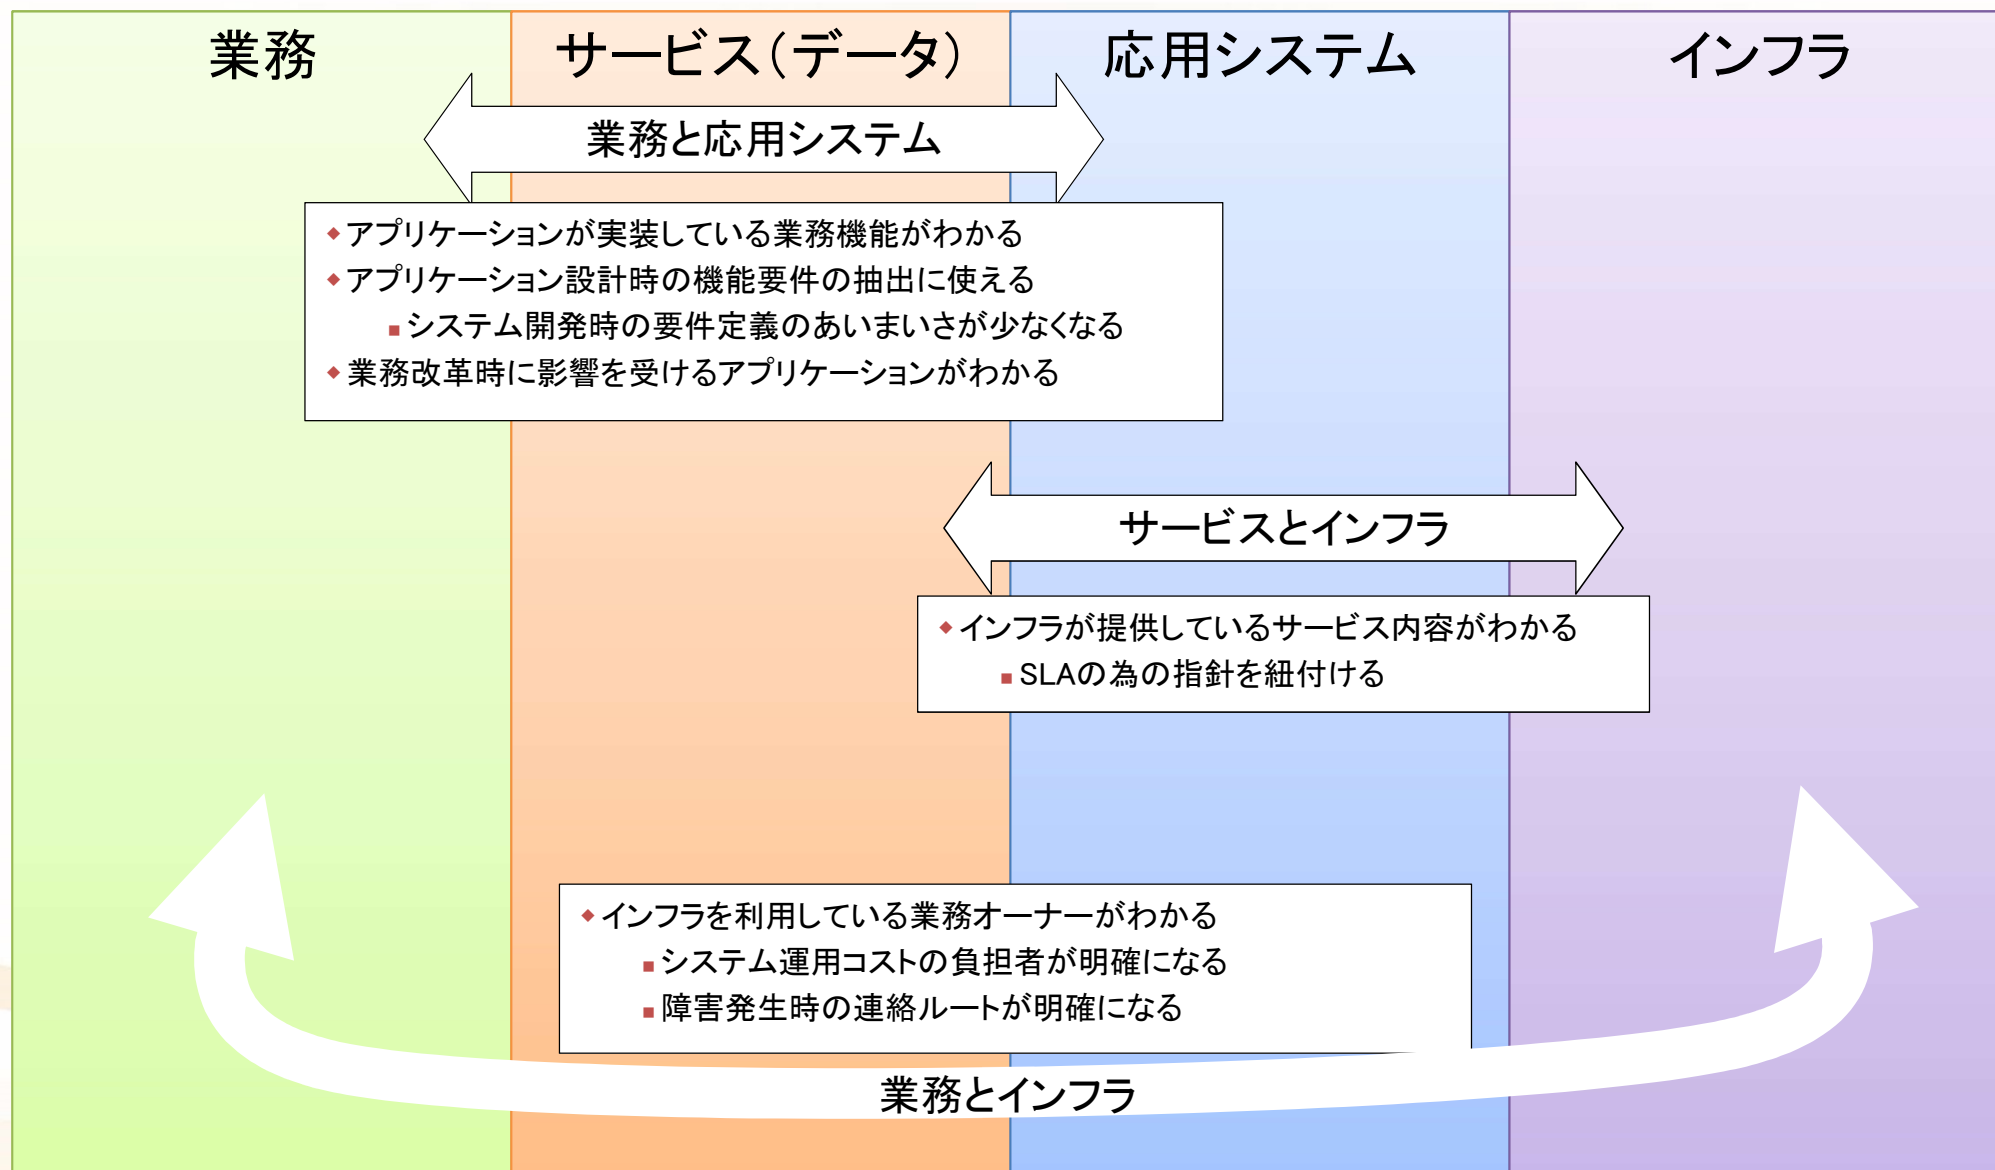 業務
サービス（データ）
応用システム
インフラ
業務と応用システム
◆アプリケーションが実装している業務機能がわかる
◆アプリケーション設計時の機能要件の抽出に使える
■システム開発時の要件定義のあいまいさが少なくなる
◆業務改革時に影響を受けるアプリケーションがわかる
サービスとインフラ
◆インフラが提供しているサービス内容がわかる
■SLAの為の指針を紐付ける
◆インフラを利用している業務オーナーがわかる
■システム運用コストの負担者が明確になる
■障害発生時の連絡ルートが明確になる
業務とインフラ